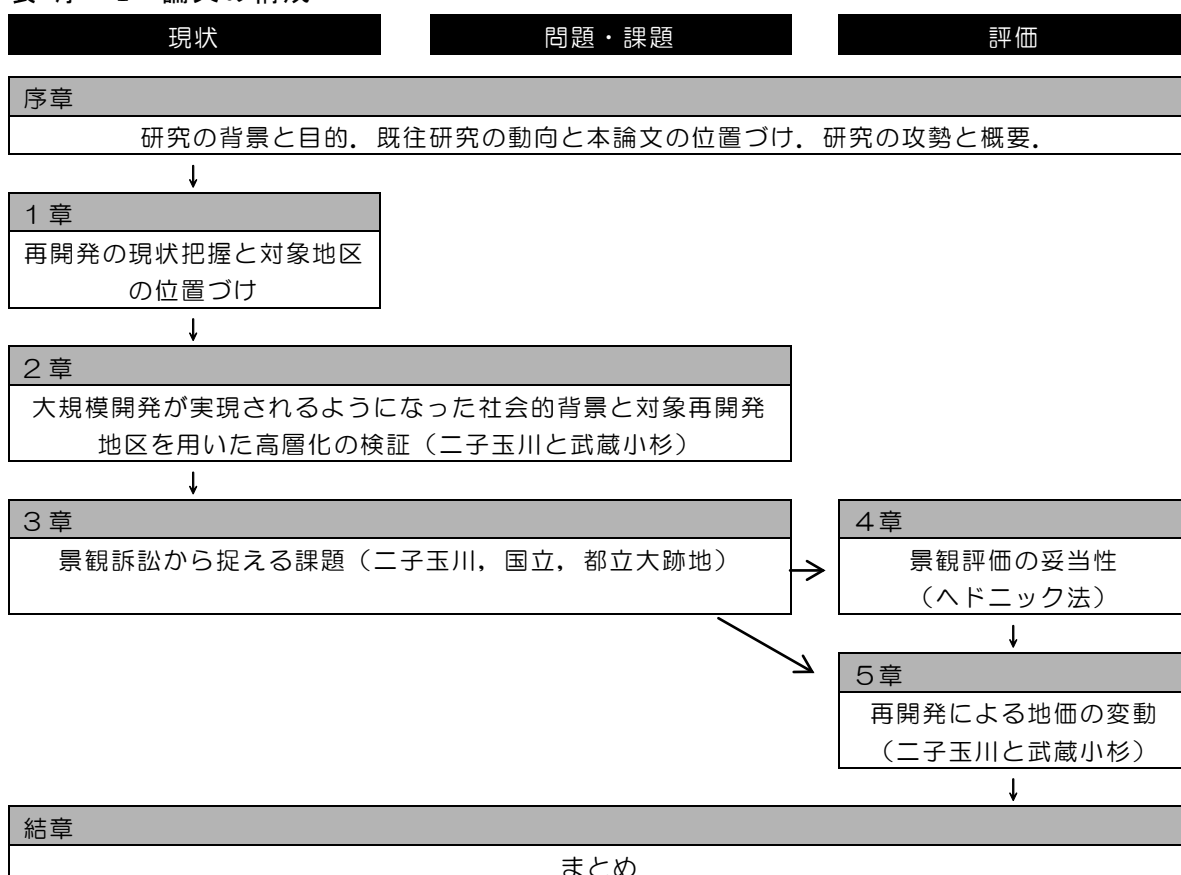 現状
問題・課題
評価
序章
研究の背景と目的．既往研究の動向と本論文の位置づけ．研究の攻勢と概要．
1章
再開発の現状把握と対象地区
の位置づけ
2章
大規模開発が実現されるようになった社会的背景と対象再開発
地区を用いた高層化の検証（二子玉川と武蔵小杉）
3章
景観訴訟から捉える課題（二子玉川，国立，都立大跡地）
4章
景観評価の妥当性
（ヘドニック法）
5章
再開発による地価の変動
（二子玉川と武蔵小杉）
結章
まとめ